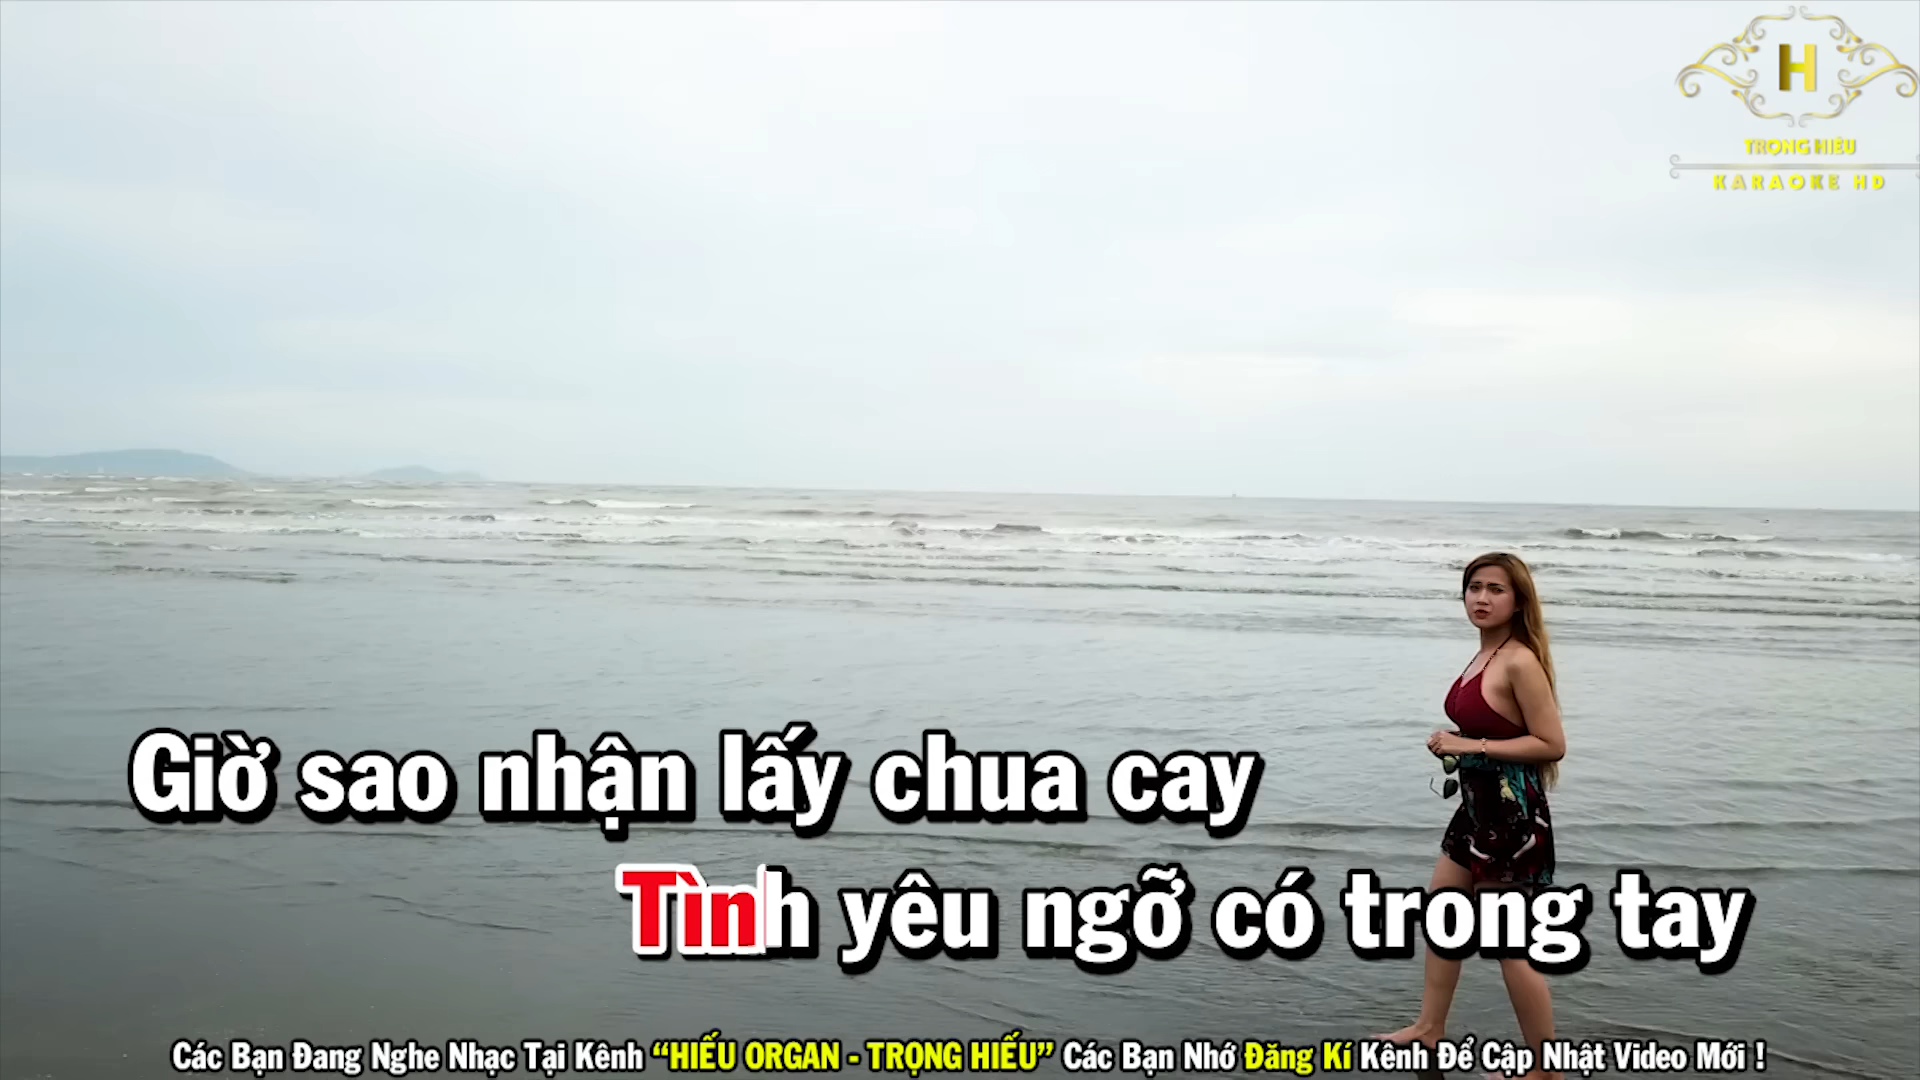 H
TRỌNG HIẾU
KARAOKE HD
Giờ sao nhận lấy chua cay
Tình yêu ngỡ có trong tay
Các Bạn Đang Nghe Nhạc Tại Kênh “HIẾU ORGAN - TRỌNG HIẾU” Các Bạn Nhớ Đăng Kí Kênh Để Cập Nhật Video Mới !